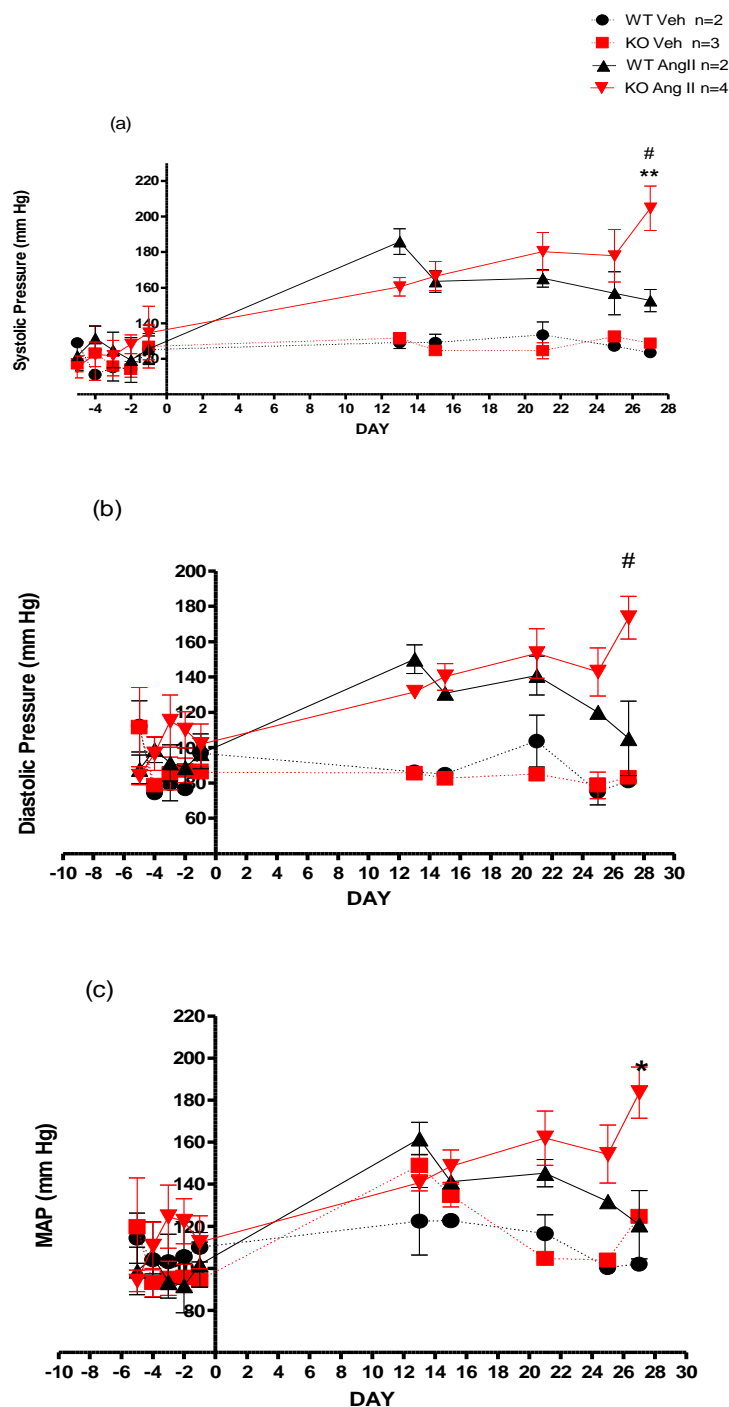 WT Veh n=2
KO Veh n=3
WT AngII n=2
KO Ang II n=4
(a)
#
**
Systolic Pressure (mm Hg)
220
200
180
160
140
120
-4 -2 0 2 4 6 8 10 12 14 16 18 20 22 24 26 28
DAY
(b)
#
Diastolic Pressure (mm Hg)
200
180
160
140
120
100
80
60
-10 -8 -6 -4 -2 0 2 4 6 8 10 12 14 16 18 20 22 24 26 28 30
DAY
(c)
*
MAP (mm Hg)
220
200
180
160
140
120
100
80
-10 -8 -6 -4 -2 0 2 4 6 8 10 12 14 16 18 20 22 24 26 28 30
DAY